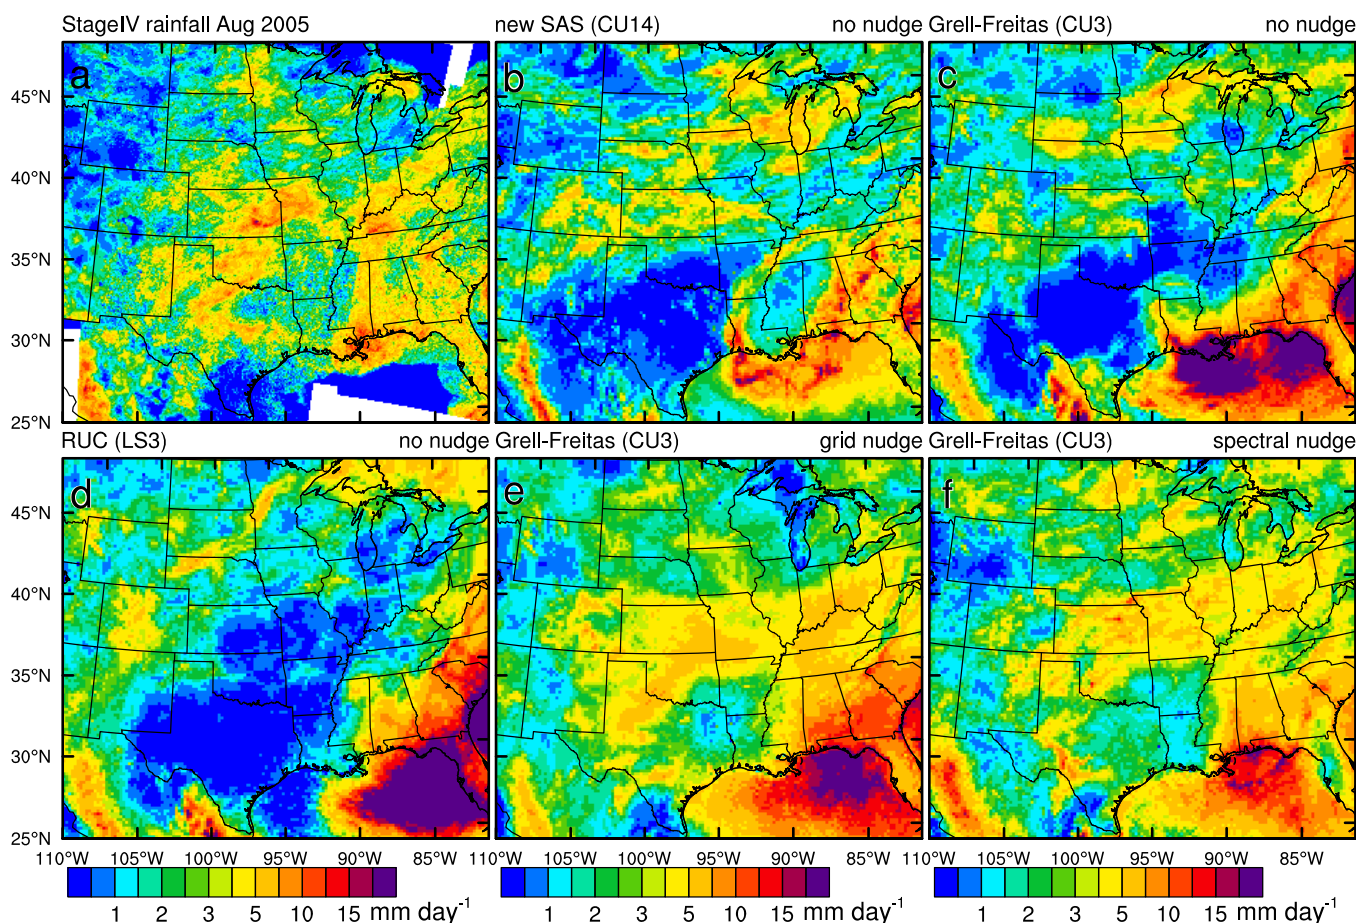 StageIV rainfall Aug 2005 new SAS (CU14) no nudge Grell-Freitas (CU3) no nudge
a b c
45°N
40°N
35°N
30°N
25°N
RUC (LS3) no nudge Grell-Freitas (CU3) grid nudge Grell-Freitas (CU3) spectral nudge
d e f
45°N
40°N
35°N
30°N
25°N
110°W 105°W 100°W 90°W 85°W 110°W 105°W 100°W 90°W 85°W 110°W 105°W 100°W 90°W 85°W
1 2 3 5 10 15 mm day⁻¹ 1 2 3 5 10 15 mm day⁻¹ 1 2 3 5 10 15 mm day⁻¹